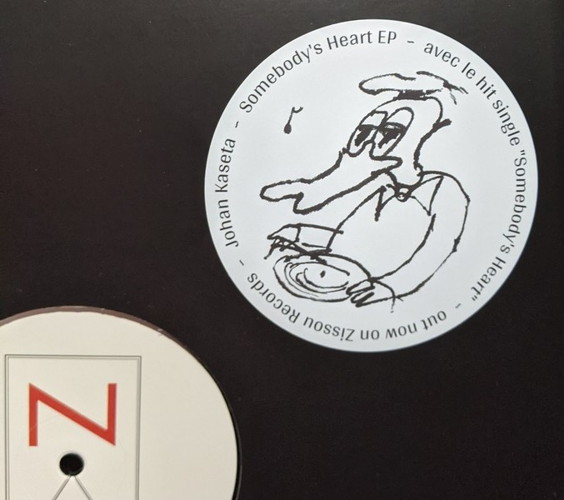 Johan Kaseta - Somebody's Heart EP - avec le hit single "Somebody's Heart" - out now on Zissou Records -
Z